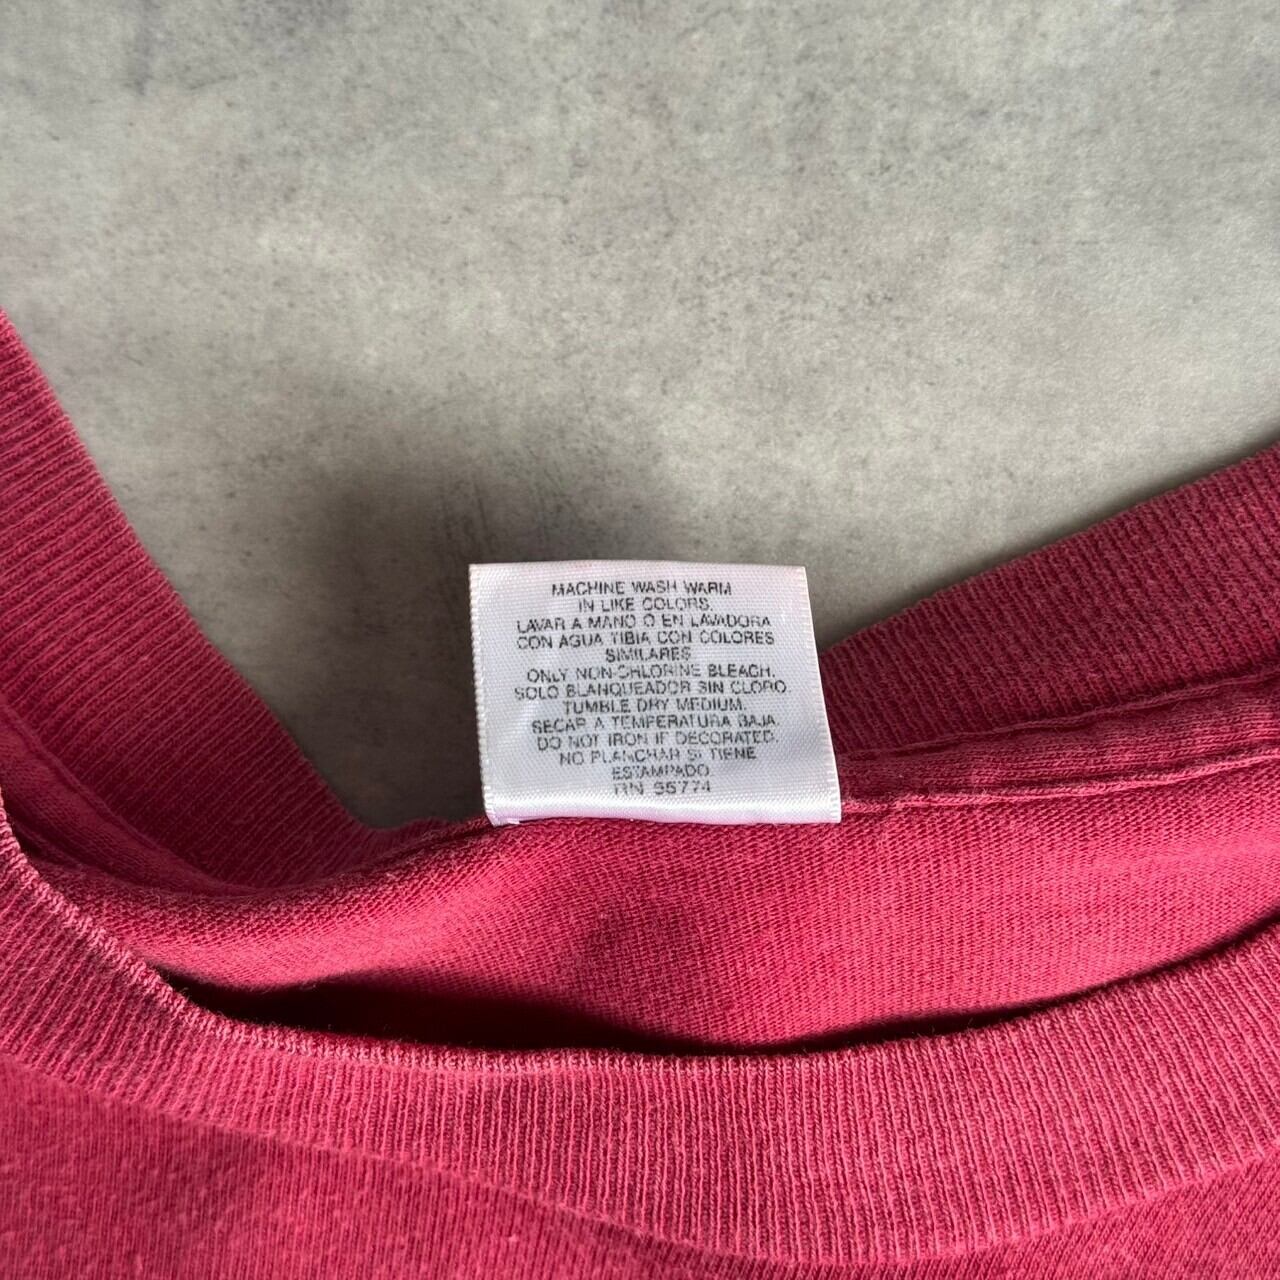 MACHINE WASH WARM
IN LIKE COLORS.
LAVAR A MANO O EN LAVADORA
CON AGUA TIBIA CON COLORES
SIMILARES
ONLY NON-CHLORINE BLEACH.
SOLO BLANQUEADOR SIN CLORO.
TUMBLE DRY MEDIUM.
SECAR A TEMPERATURA BAJA.
DO NOT IRON IF DECORATED.
NO PLANCHAR SI TIENE
ESTAMPADO.
RN